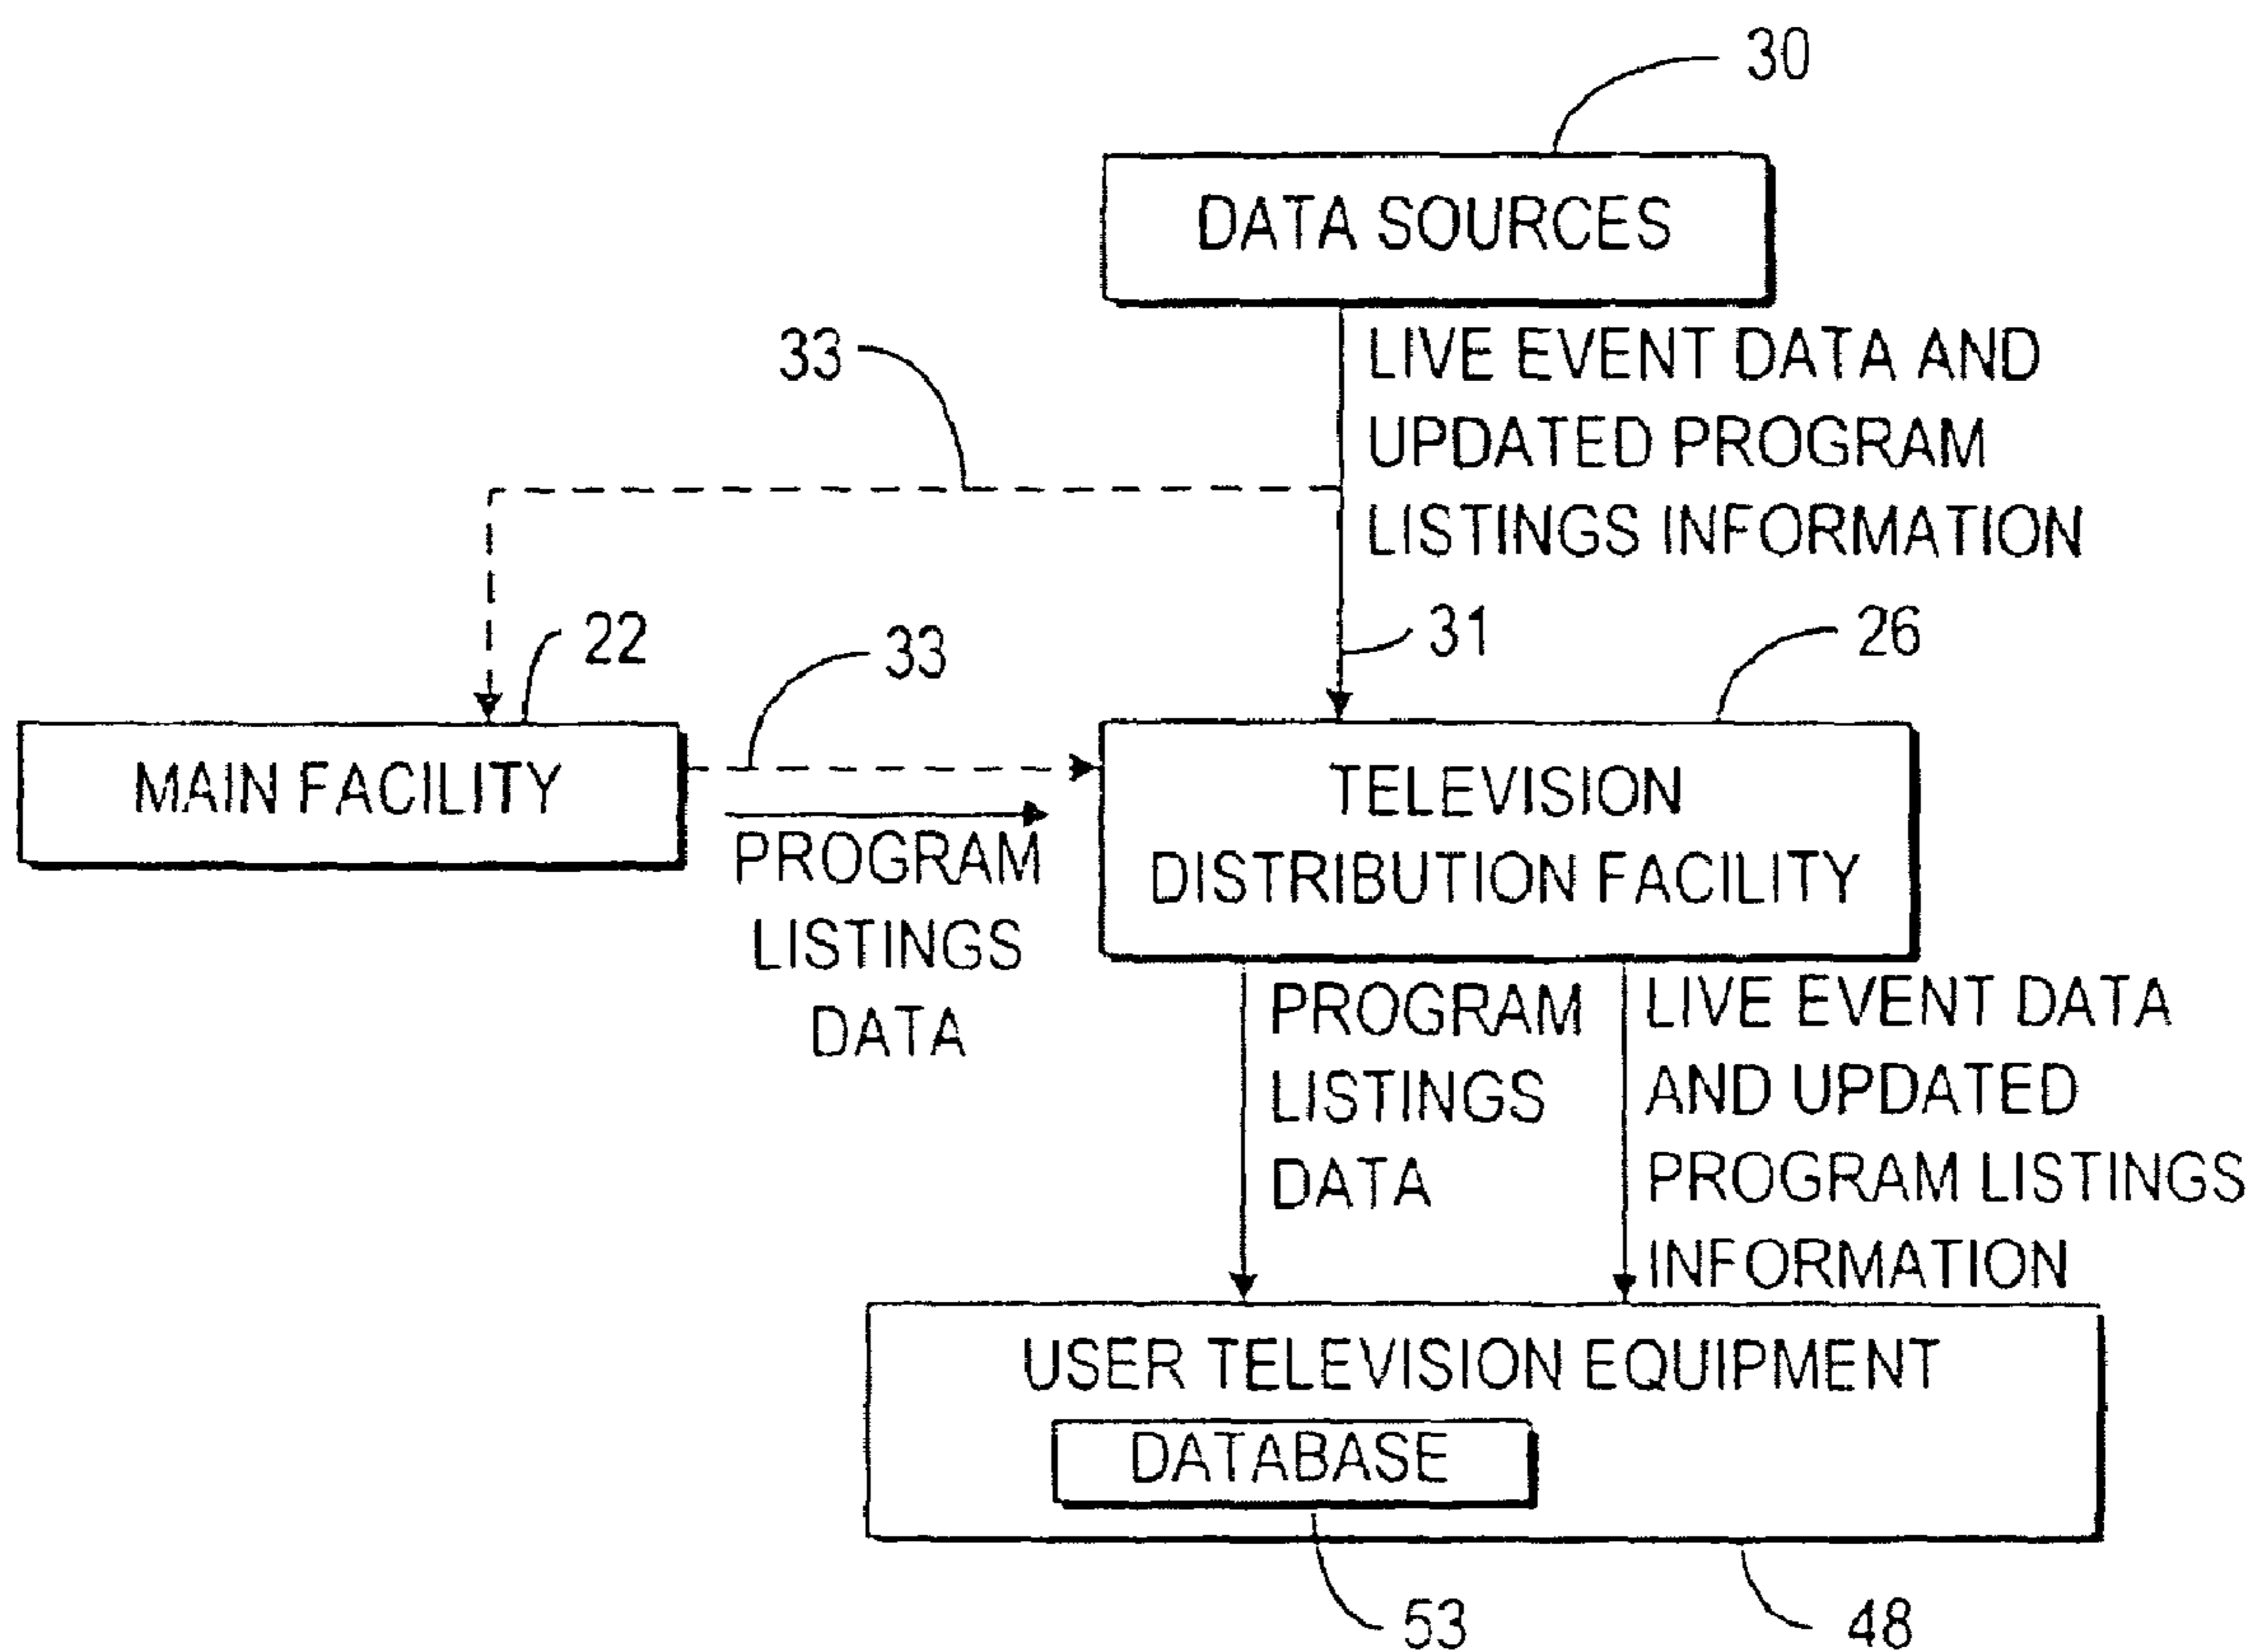 30
DATA SOURCES
33
LIVE EVENT DATA AND
UPDATED PROGRAM
LISTINGS INFORMATION
22
33
31
26
MAIN FACILITY
PROGRAM
LISTINGS
DATA
TELEVISION
DISTRIBUTION FACILITY
PROGRAM
LISTINGS
DATA
LIVE EVENT DATA
AND UPDATED
PROGRAM LISTINGS
INFORMATION
USER TELEVISION EQUIPMENT
DATABASE
53
48